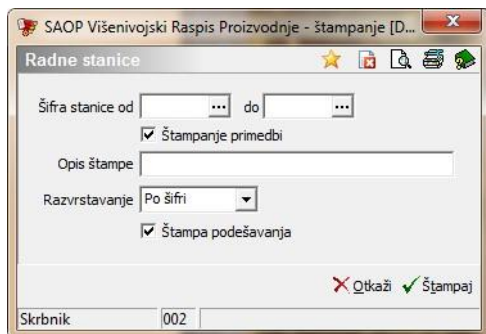 SAOP Višenivojski Raspis Proizvodnje - štampanje [D...
Radne stanice
Šifra stanice od ... do ...
Štampanje primedbi
Opis štampe
Razvrstavanje Po šifri
Štampa podešavanja
Otkaži Štampaj
Skrbnik 002